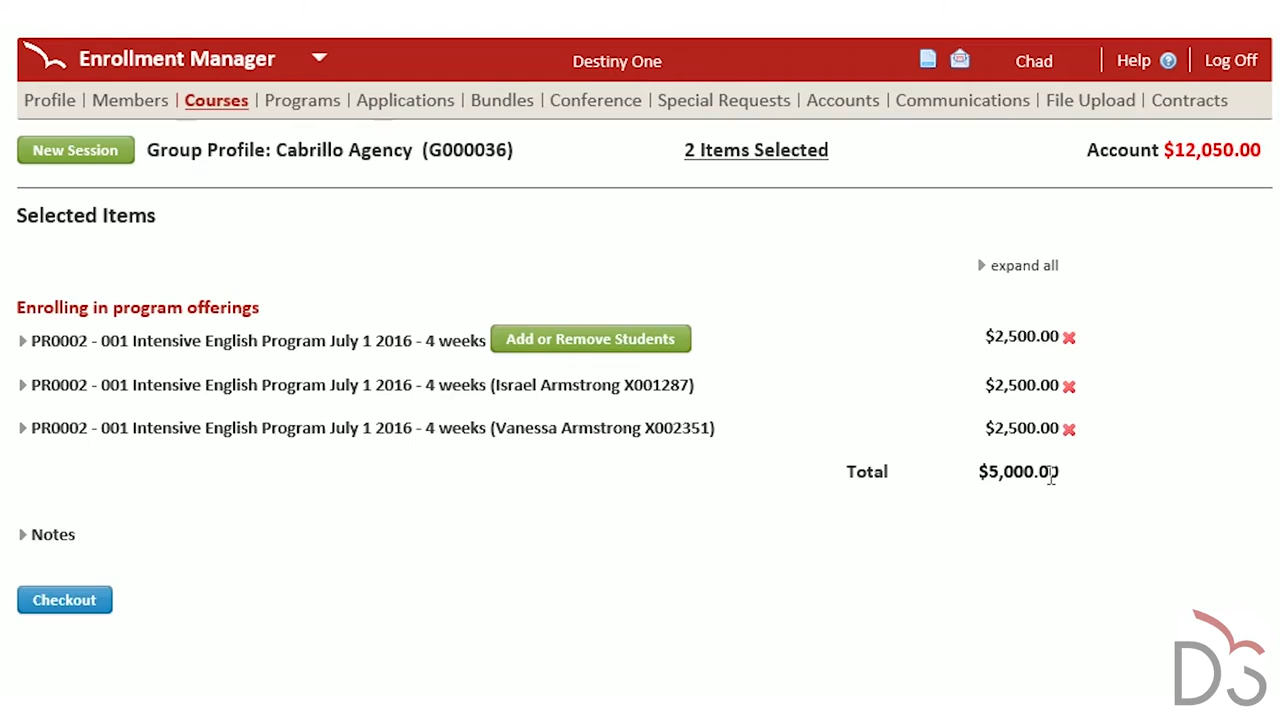 Enrollment Manager Destiny One Chad Help ? Log Off
Profile Members Courses Programs Applications Bundles Conference Special Requests Accounts Communications File Upload Contracts
New Session Group Profile: Cabrillo Agency (G000036) 2 Items Selected Account $12,050.00
Selected Items
expand all
Enrolling in program offerings
PR0002 - 001 Intensive English Program July 1 2016 - 4 weeks Add or Remove Students $2,500.00
PR0002 - 001 Intensive English Program July 1 2016 - 4 weeks (Israel Armstrong X001287) $2,500.00
PR0002 - 001 Intensive English Program July 1 2016 - 4 weeks (Vanessa Armstrong X002351) $2,500.00
Total $5,000.00
Notes
Checkout